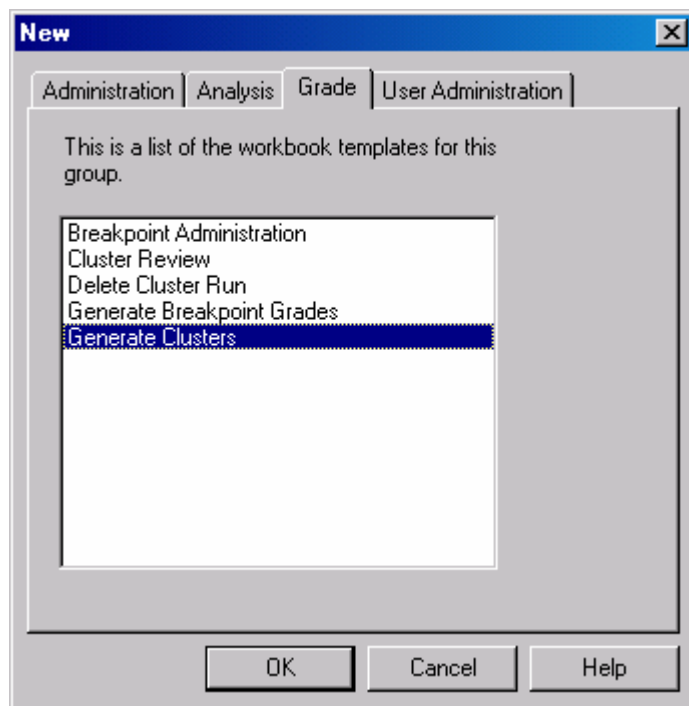 New
Administration
Analysis
Grade
User Administration
This is a list of the workbook templates for this
group.
Breakpoint Administration
Cluster Review
Delete Cluster Run
Generate Breakpoint Grades
Generate Clusters
OK
Cancel
Help